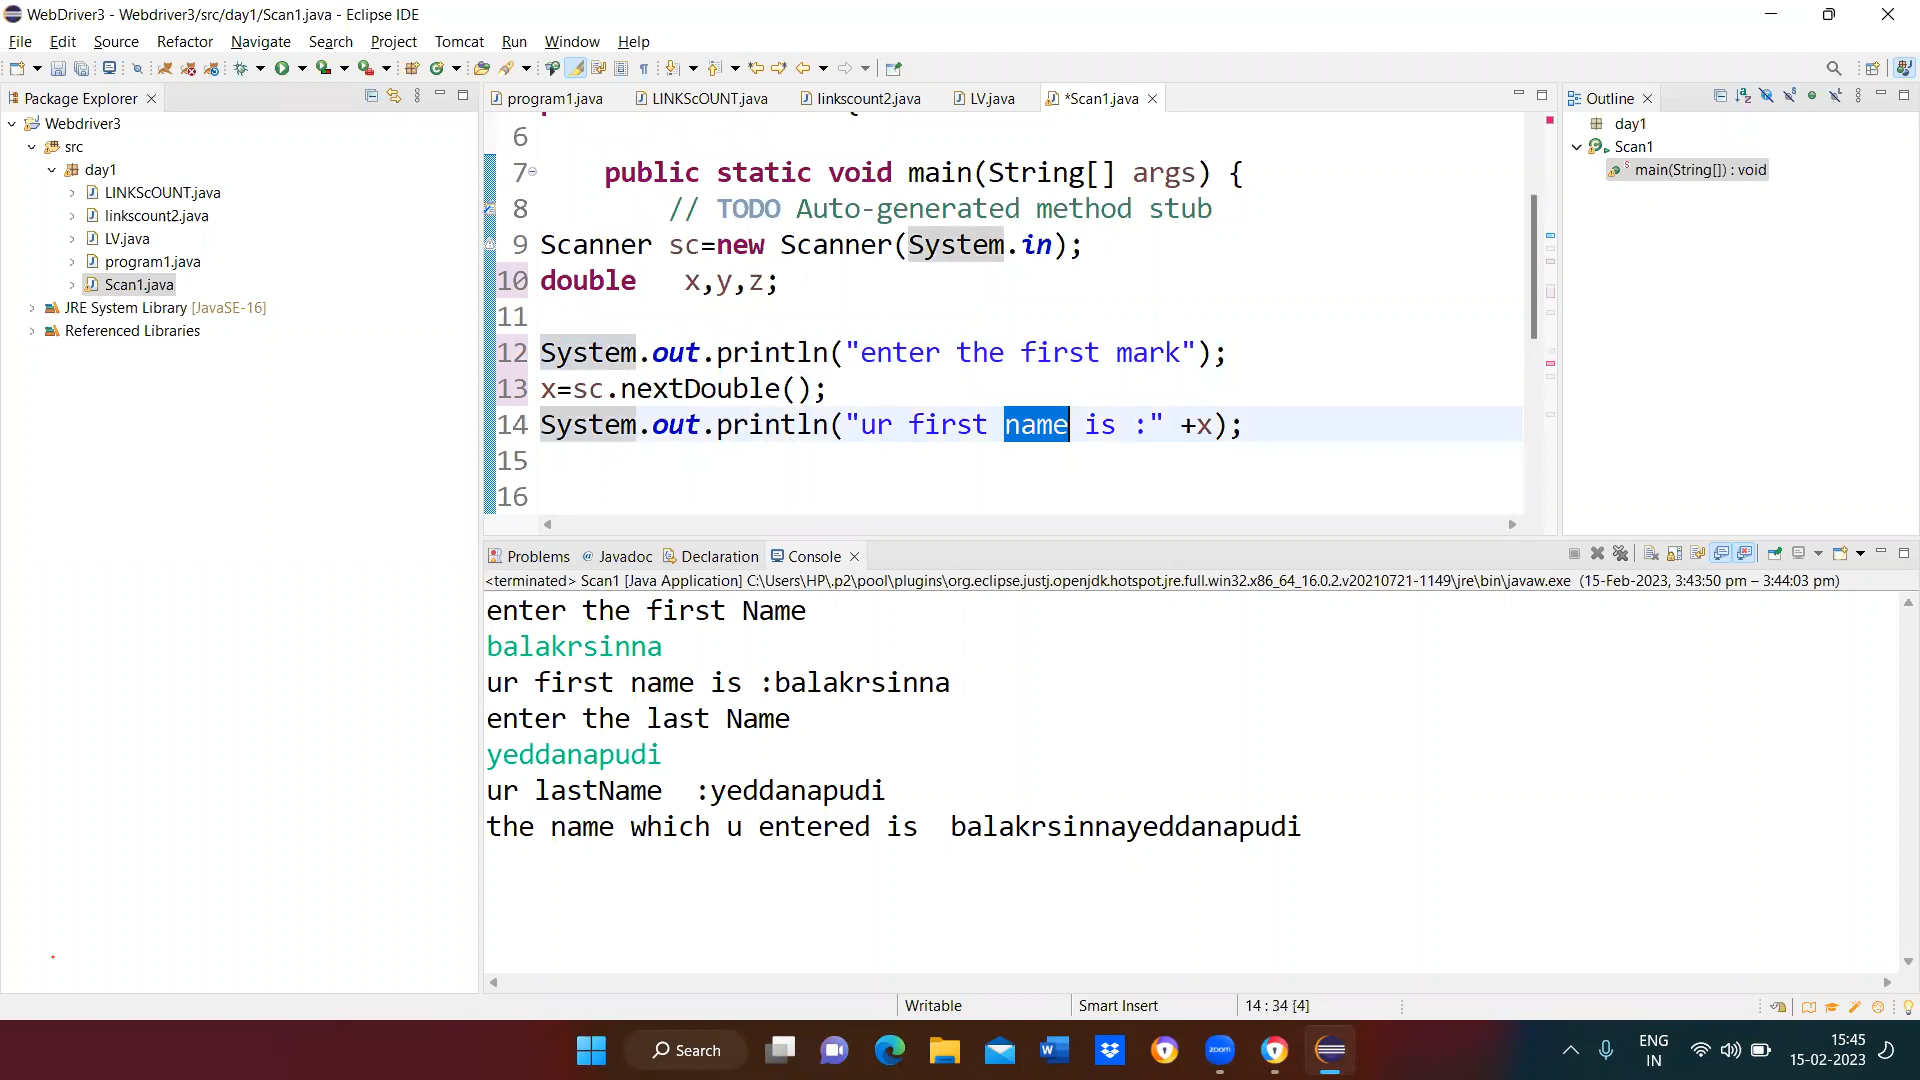 WebDriver3 - Webdriver3/src/day1/Scan1.java - Eclipse IDE
File Edit Source Refactor Navigate Search Project Tomcat Run Window Help
Package Explorer
Webdriver3
src
day1
LINKScOUNT.java
linkscount2.java
LV.java
program1.java
Scan1.java
JRE System Library [JavaSE-16]
Referenced Libraries
program1.java LINKScOUNT.java linkscount2.java LV.java *Scan1.java
6
7 public static void main(String[] args) {
8 // TODO Auto-generated method stub
9 Scanner sc=new Scanner(System.in);
10 double x,y,z;
11
12 System.out.println("enter the first mark");
13 x=sc.nextDouble();
14 System.out.println("ur first name is :" +x);
15
16
Outline
day1
Scan1
main(String[]) : void
Problems Javadoc Declaration Console
<terminated> Scan1 [Java Application] C:\Users\HP\.p2\pool\plugins\org.eclipse.justj.openjdk.hotspot.jre.full.win32.x86_64_16.0.2.v20210721-1149\jre\bin\javaw.exe (15-Feb-2023, 3:43:50 pm – 3:44:03 pm)
enter the first Name
balakrsinna
ur first name is :balakrsinna
enter the last Name
yeddanapudi
ur lastName :yeddanapudi
the name which u entered is balakrsinnayeddanapudi
Writable Smart Insert 14 : 34 [4]
Search
zoom
ENG
IN
15:45
15-02-2023